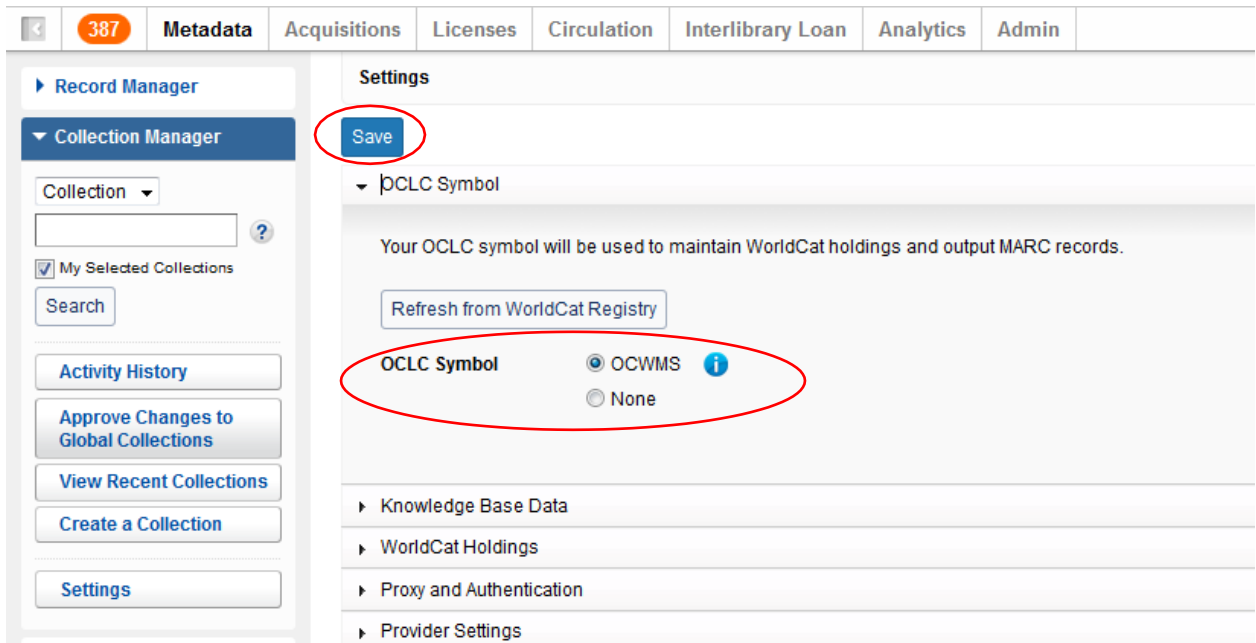 387 Metadata Acquisitions Licenses Circulation Interlibrary Loan Analytics Admin
Record Manager
Collection Manager
Collection
?
My Selected Collections
Search
Activity History
Approve Changes to
Global Collections
View Recent Collections
Create a Collection
Settings
Settings
Save
OCLC Symbol
Your OCLC symbol will be used to maintain WorldCat holdings and output MARC records.
Refresh from WorldCat Registry
OCLC Symbol OCWMS i
None
Knowledge Base Data
WorldCat Holdings
Proxy and Authentication
Provider Settings